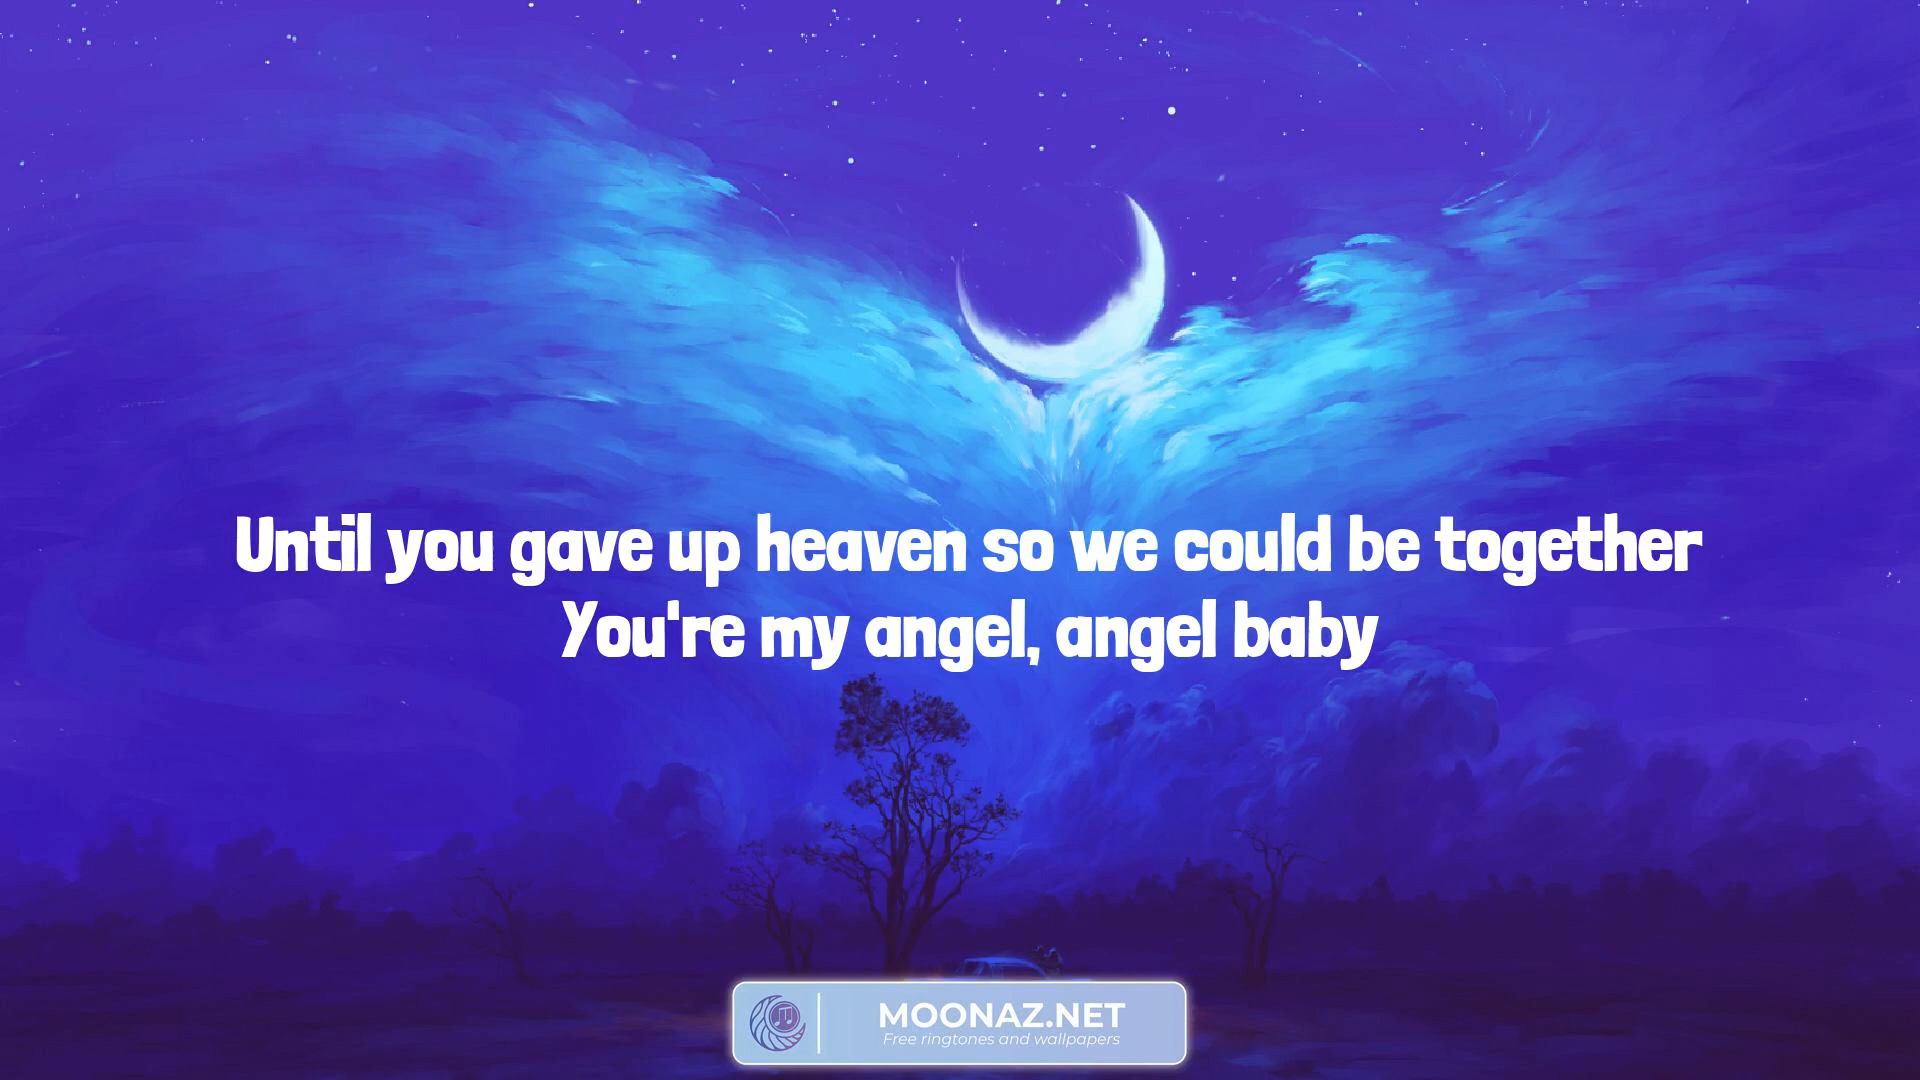 Until you gave up heaven so we could be together
You're my angel, angel baby
MOONAZ.NET
Free ringtones and wallpapers